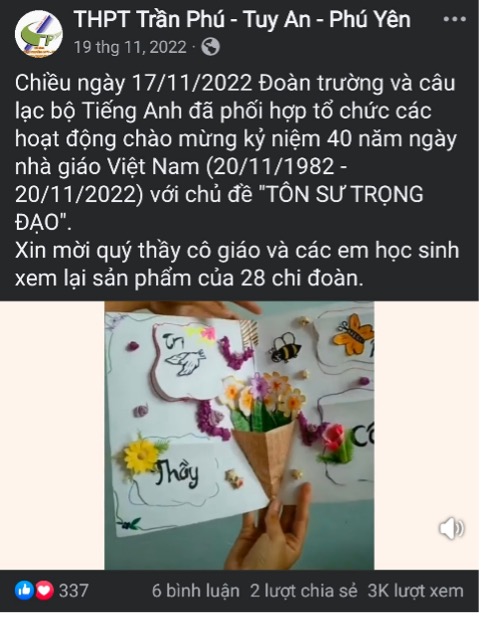 THPT Trần Phú - Tuy An - Phú Yên
19 thg 11, 2022
Chiều ngày 17/11/2022 Đoàn trường và câu
lạc bộ Tiếng Anh đã phối hợp tổ chức các
hoạt động chào mừng kỷ niệm 40 năm ngày
nhà giáo Việt Nam (20/11/1982 -
20/11/2022) với chủ đề "TÔN SƯ TRỌNG
ĐẠO".
Xin mời quý thầy cô giáo và các em học sinh
xem lại sản phẩm của 28 chi đoàn.
Thầy
337
6 bình luận 2 lượt chia sẻ 3K lượt xem